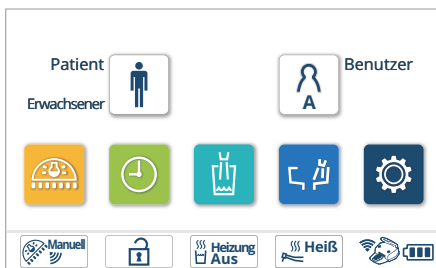 Patient
Benutzer
Erwachsener
A
Manuell
Heizung
Aus
Heiß